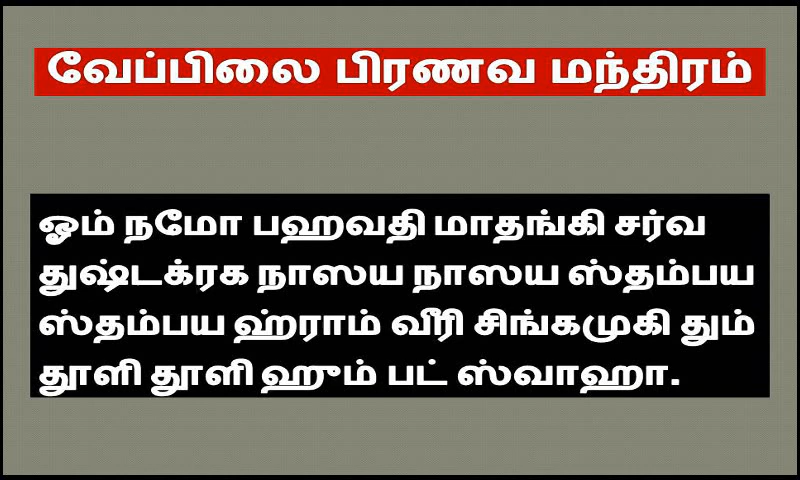 வேப்பிலை பிரணவ மந்திரம்
ஓம் நமோ பஹவதி மாதங்கி சர்வ
துஷ்டக்ரக நாஸய நாஸய ஸ்தம்பய
ஸ்தம்பய ஹ்ராம் வீரி சிங்கமுகி தும்
தூளி தூளி ஹும் பட் ஸ்வாஹா.